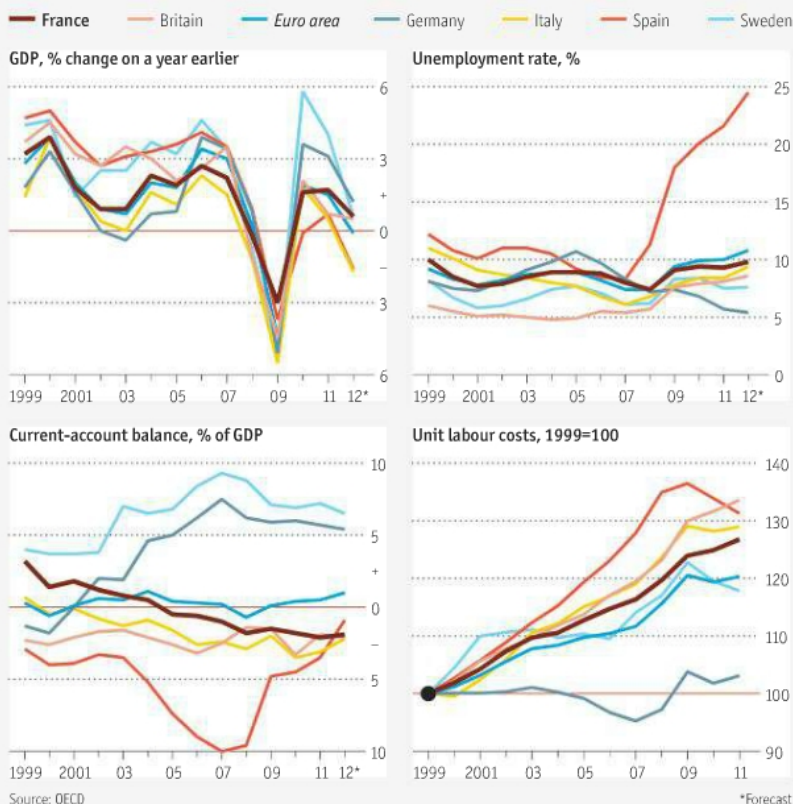 France Britain Euro area Germany Italy Spain Sweden
GDP, % change on a year earlier
6
3
+
0
–
3
6
1999 2001 03 05 07 09 11 12*
Unemployment rate, %
25
20
15
10
5
0
1999 2001 03 05 07 09 11 12*
Current-account balance, % of GDP
10
5
+
0
–
5
10
1999 2001 03 05 07 09 11 12*
Unit labour costs, 1999=100
140
130
120
110
100
90
1999 2001 03 05 07 09 11
Source: OECD
*Forecast